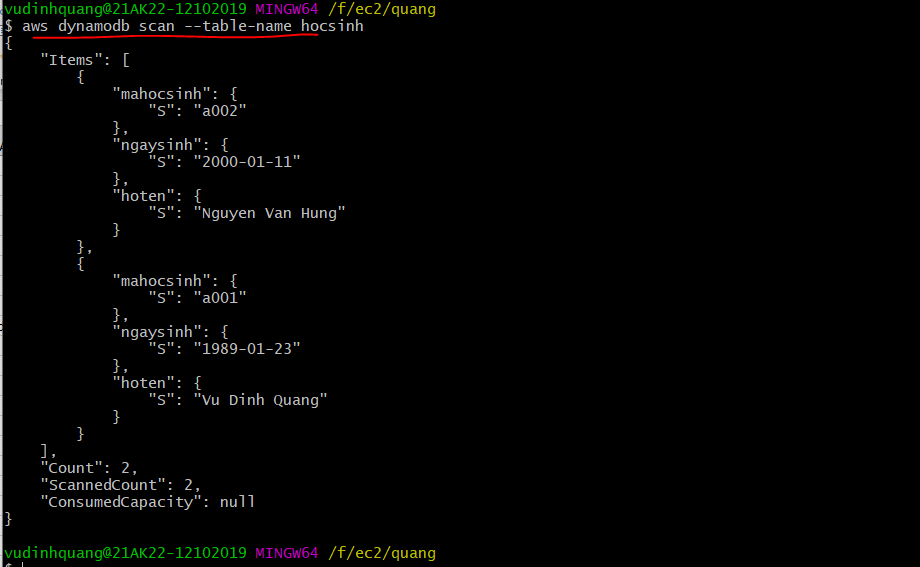 vudinhquang@21AK22-12102019 MINGW64 /f/ec2/quang
$ aws dynamodb scan --table-name hocsinh
{
    "Items": [
        {
            "mahocsinh": {
                "S": "a002"
            },
            "ngaysinh": {
                "S": "2000-01-11"
            },
            "hoten": {
                "S": "Nguyen Van Hung"
            }
        },
        {
            "mahocsinh": {
                "S": "a001"
            },
            "ngaysinh": {
                "S": "1989-01-23"
            },
            "hoten": {
                "S": "Vu Dinh Quang"
            }
        }
    ],
    "Count": 2,
    "ScannedCount": 2,
    "ConsumedCapacity": null
}
vudinhquang@21AK22-12102019 MINGW64 /f/ec2/quang
$